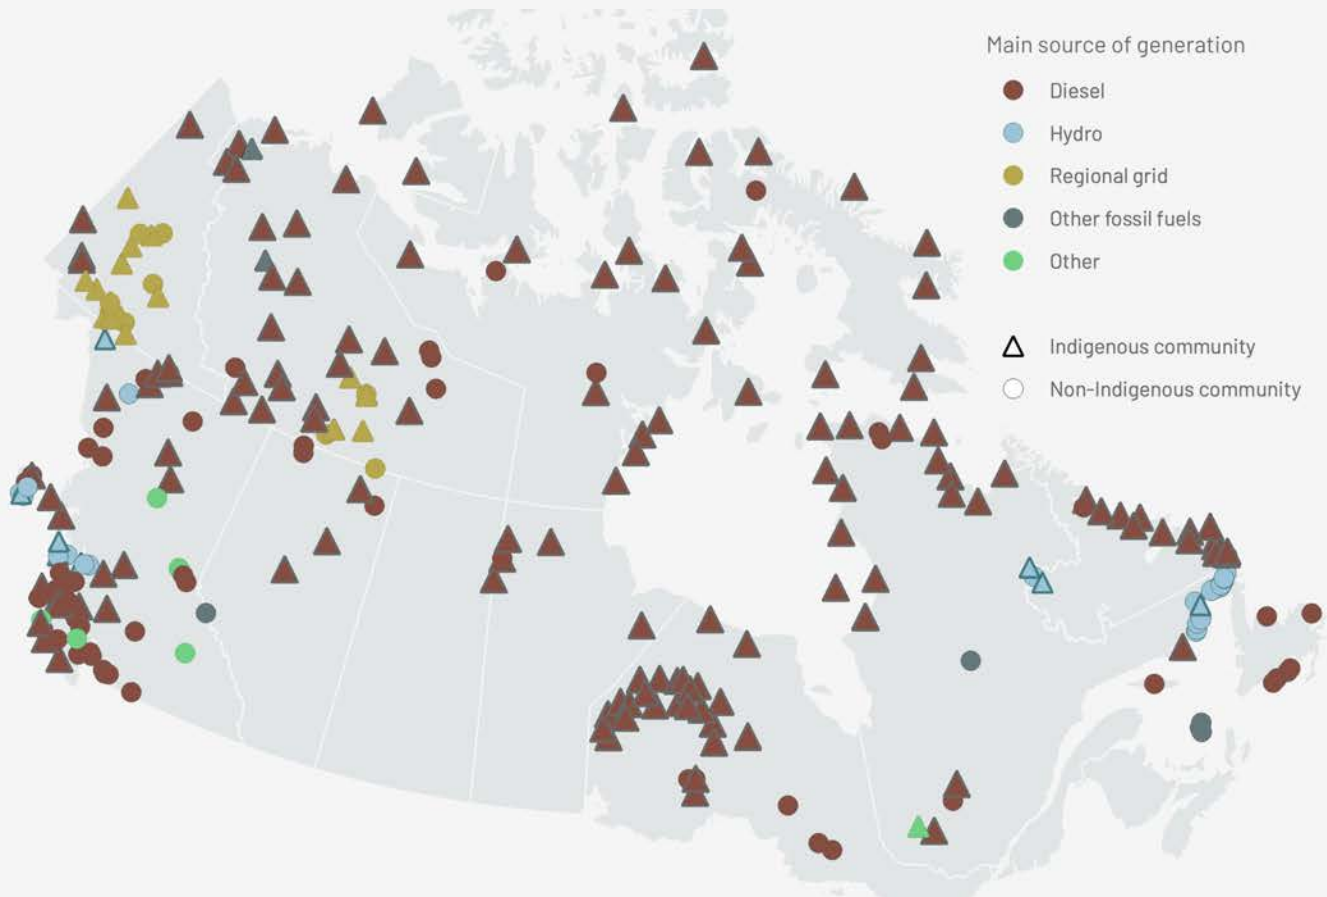 Main source of generation
Diesel
Hydro
Regional grid
Other fossil fuels
Other
Indigenous community
Non-Indigenous community